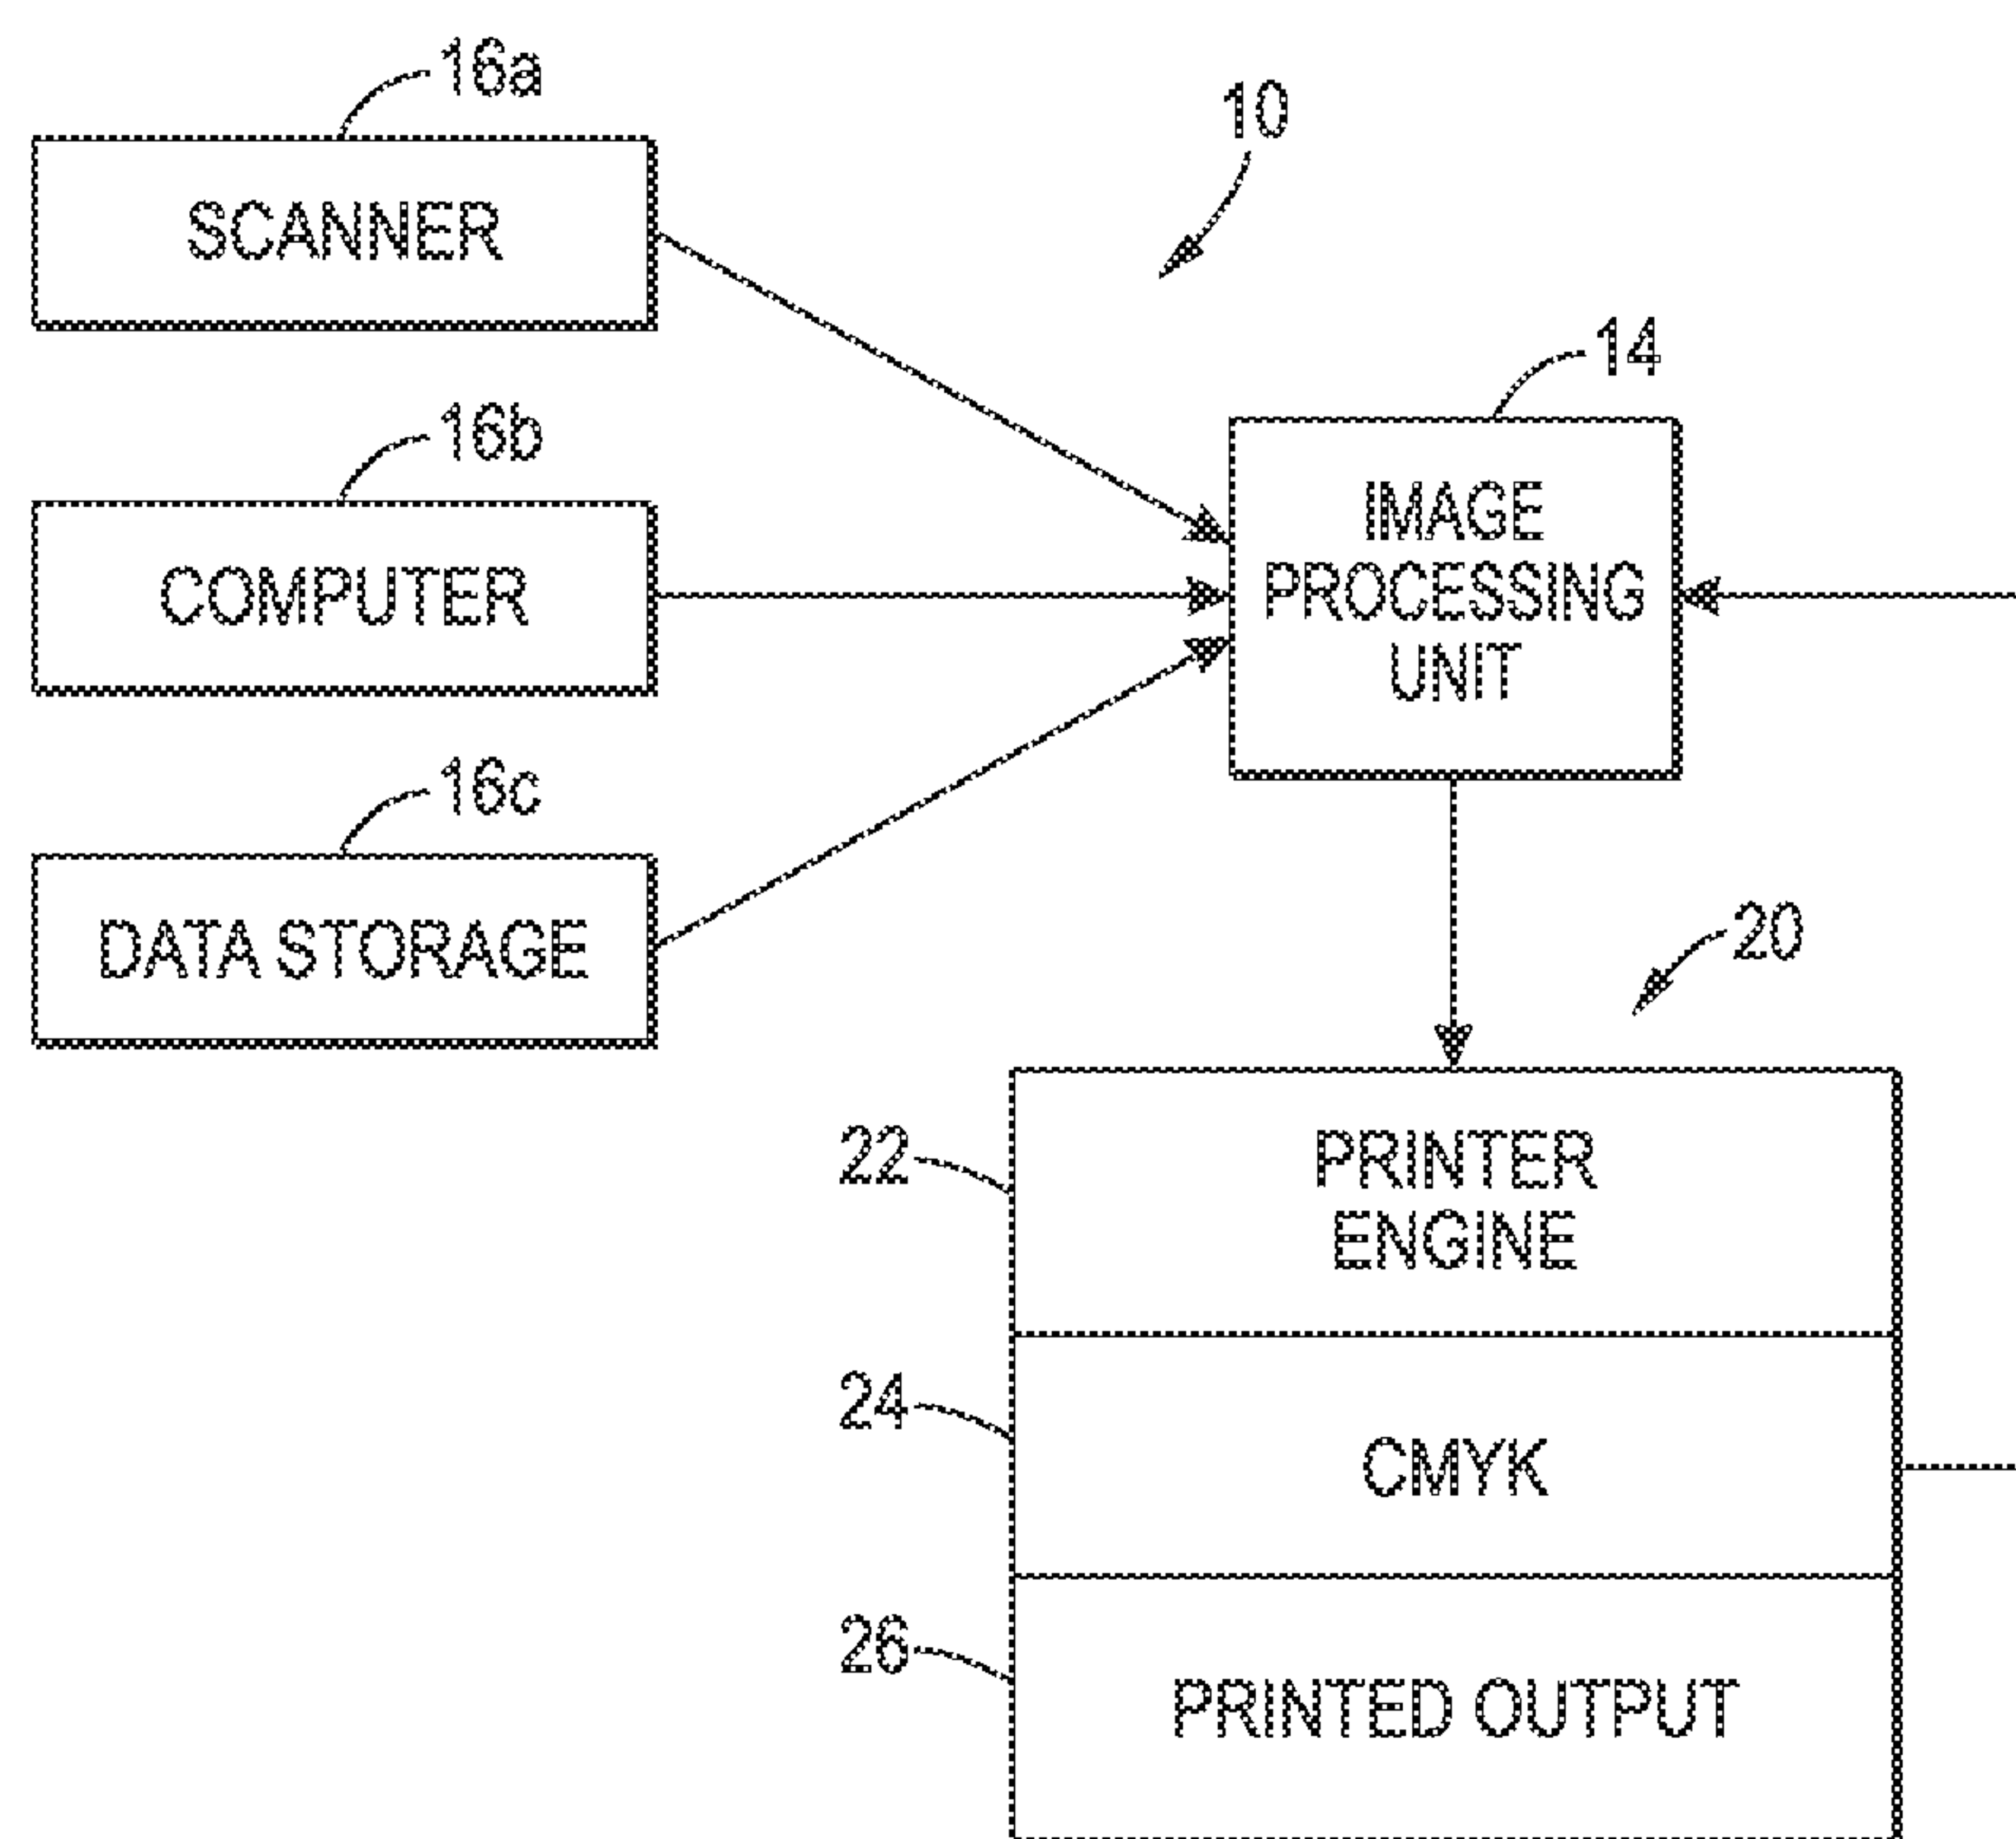 16a
10
SCANNER
14
16b
IMAGE
COMPUTER
PROCESSING
UNIT
16c
DATA STORAGE
20
22
PRINTER
ENGINE
24
CMYK
26
PRINTED OUTPUT